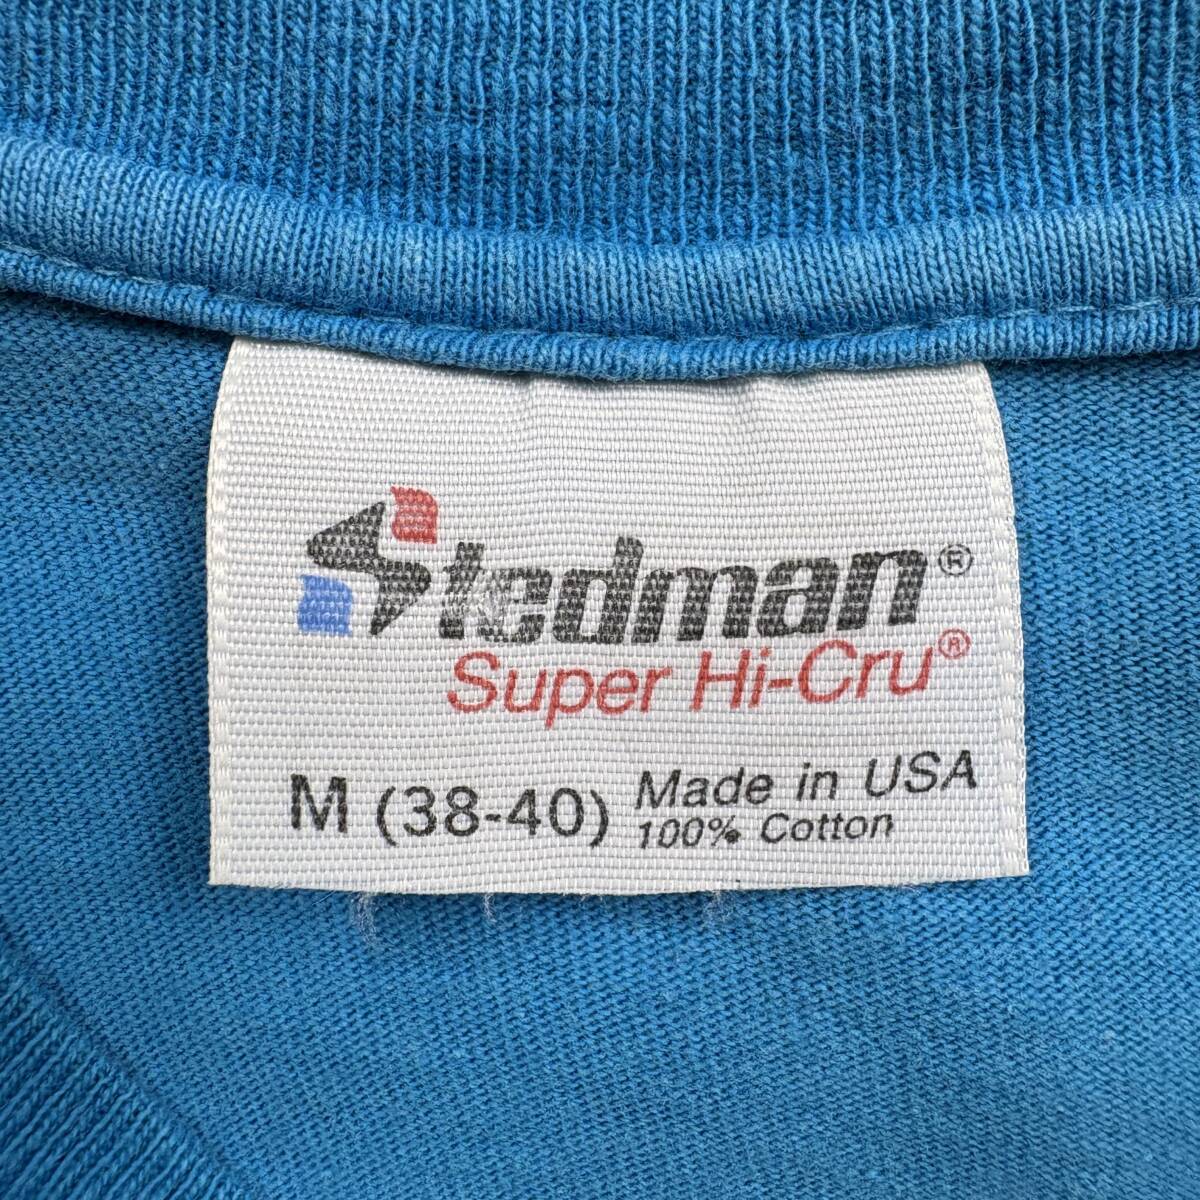 Stedman®
Super Hi-Cru®
M (38-40)
Made in USA
100% Cotton